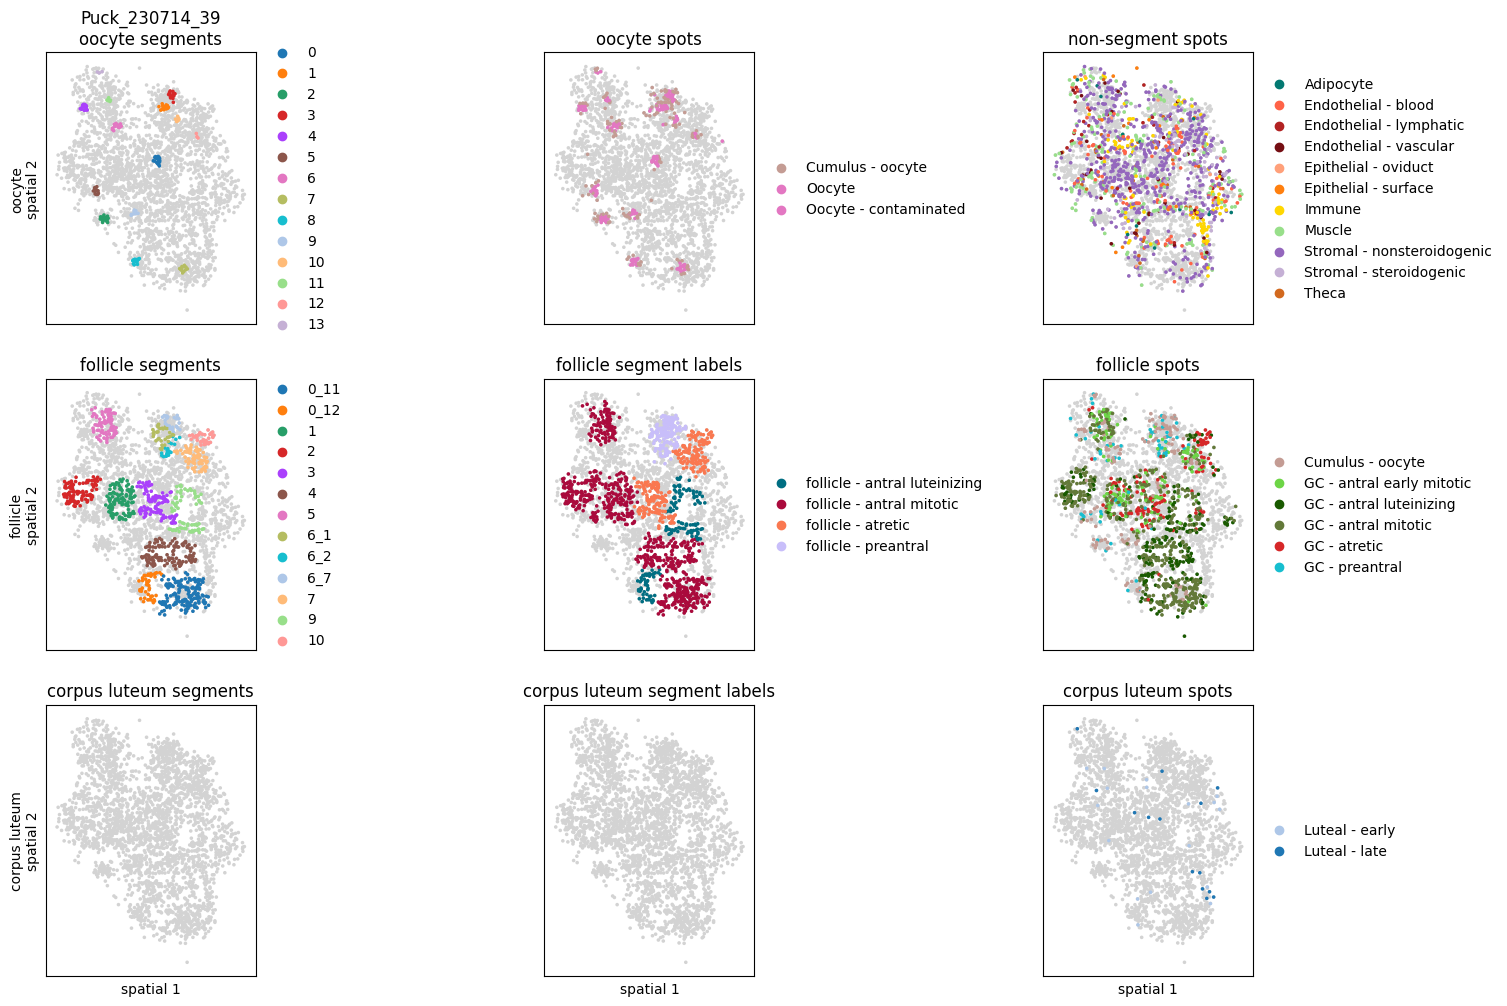 Puck_230714_39
oocyte segments
oocyte
spatial 2
0
1
2
3
4
5
6
7
8
9
10
11
12
13
oocyte spots
Cumulus - oocyte
Oocyte
Oocyte - contaminated
non-segment spots
Adipocyte
Endothelial - blood
Endothelial - lymphatic
Endothelial - vascular
Epithelial - oviduct
Epithelial - surface
Immune
Muscle
Stromal - nonsteroidogenic
Stromal - steroidogenic
Theca
follicle segments
follicle
spatial 2
0_11
0_12
1
2
3
4
5
6_1
6_2
6_7
7
9
10
follicle segment labels
follicle - antral luteinizing
follicle - antral mitotic
follicle - atretic
follicle - preantral
follicle spots
Cumulus - oocyte
GC - antral early mitotic
GC - antral luteinizing
GC - antral mitotic
GC - atretic
GC - preantral
corpus luteum segments
corpus luteum
spatial 2
spatial 1
corpus luteum segment labels
spatial 1
corpus luteum spots
Luteal - early
Luteal - late
spatial 1